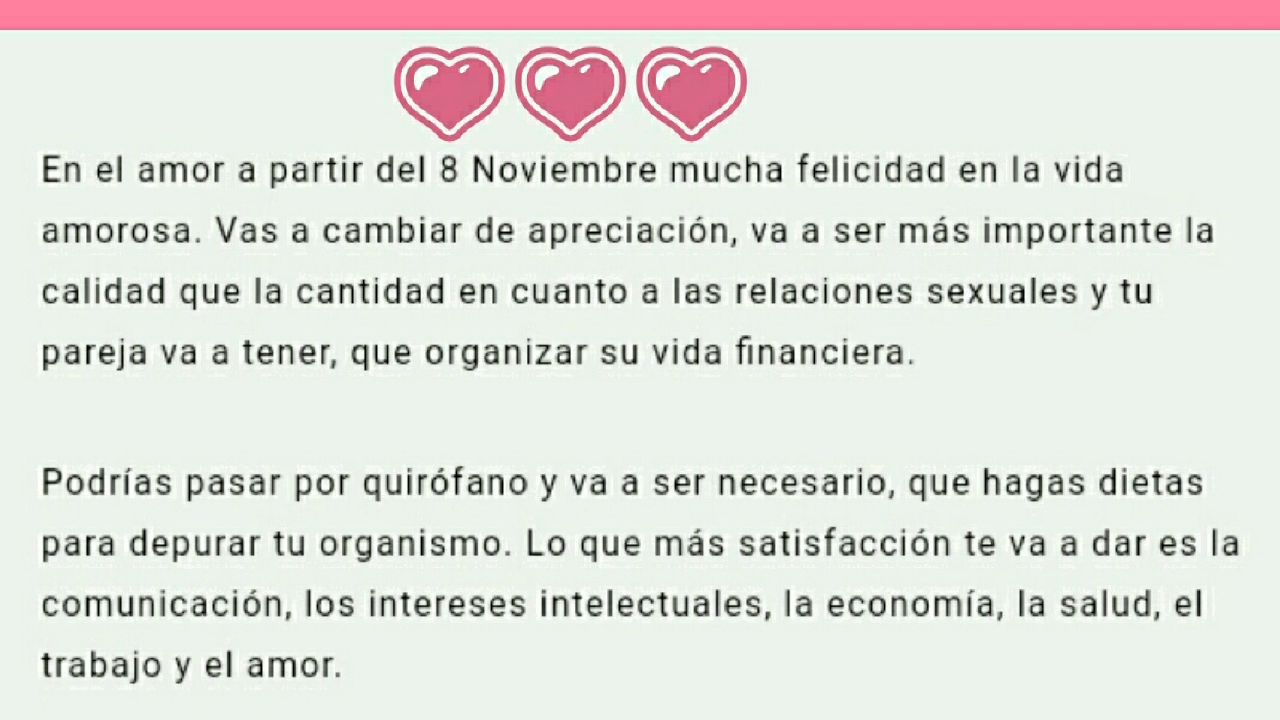 En el amor a partir del 8 Noviembre mucha felicidad en la vida
amorosa. Vas a cambiar de apreciación, va a ser más importante la
calidad que la cantidad en cuanto a las relaciones sexuales y tu
pareja va a tener, que organizar su vida financiera.
Podrías pasar por quirófano y va a ser necesario, que hagas dietas
para depurar tu organismo. Lo que más satisfacción te va a dar es la
comunicación, los intereses intelectuales, la economía, la salud, el
trabajo y el amor.